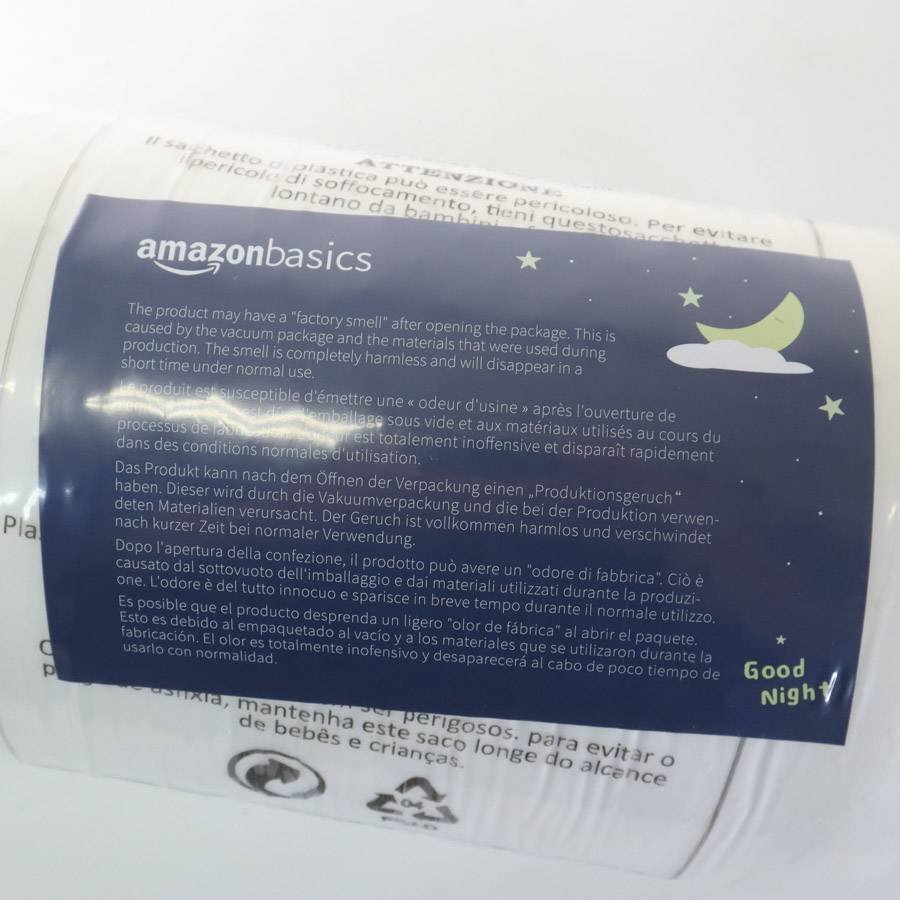 ATTENZIONE
Il sacchetto di plastica può essere pericoloso. Per evitare
il pericolo di soffocamento, tieni questo sacchetto
lontano da bambini
amazonbasics
The product may have a "factory smell" after opening the package. This is
caused by the vacuum package and the materials that were used during
production. The smell is completely harmless and will disappear in a
short time under normal use.
Le produit est susceptible d'émettre une « odeur d'usine » après l'ouverture de
l'emballage sous vide et aux matériaux utilisés au cours du
processus de est totalement inoffensive et disparaît rapidement
dans des conditions normales d'utilisation.
Das Produkt kann nach dem Öffnen der Verpackung einen „Produktionsgeruch“
haben. Dieser wird durch die Vakuumverpackung und die bei der Produktion verwen-
deten Materialien verursacht. Der Geruch ist vollkommen harmlos und verschwindet
nach kurzer Zeit bei normaler Verwendung.
Dopo l'apertura della confezione, il prodotto può avere un "odore di fabbrica". Ciò è
causato dal sottovuoto dell'imballaggio e dai materiali utilizzati durante la produzi-
one. L'odore è del tutto innocuo e sparisce in breve tempo durante il normale utilizzo.
Es posible que el producto desprenda un ligero "olor de fábrica" al abrir el paquete.
Esto es debido al empaquetado al vacío y a los materiales que se utilizaron durante la
fabricación. El olor es totalmente inofensivo y desaparecerá al cabo de poco tiempo de
usarlo con normalidad.
Good
Night
perigosos. para evitar o
asfixia, mantenha este saco longe do alcance
de bebês e crianças.
04